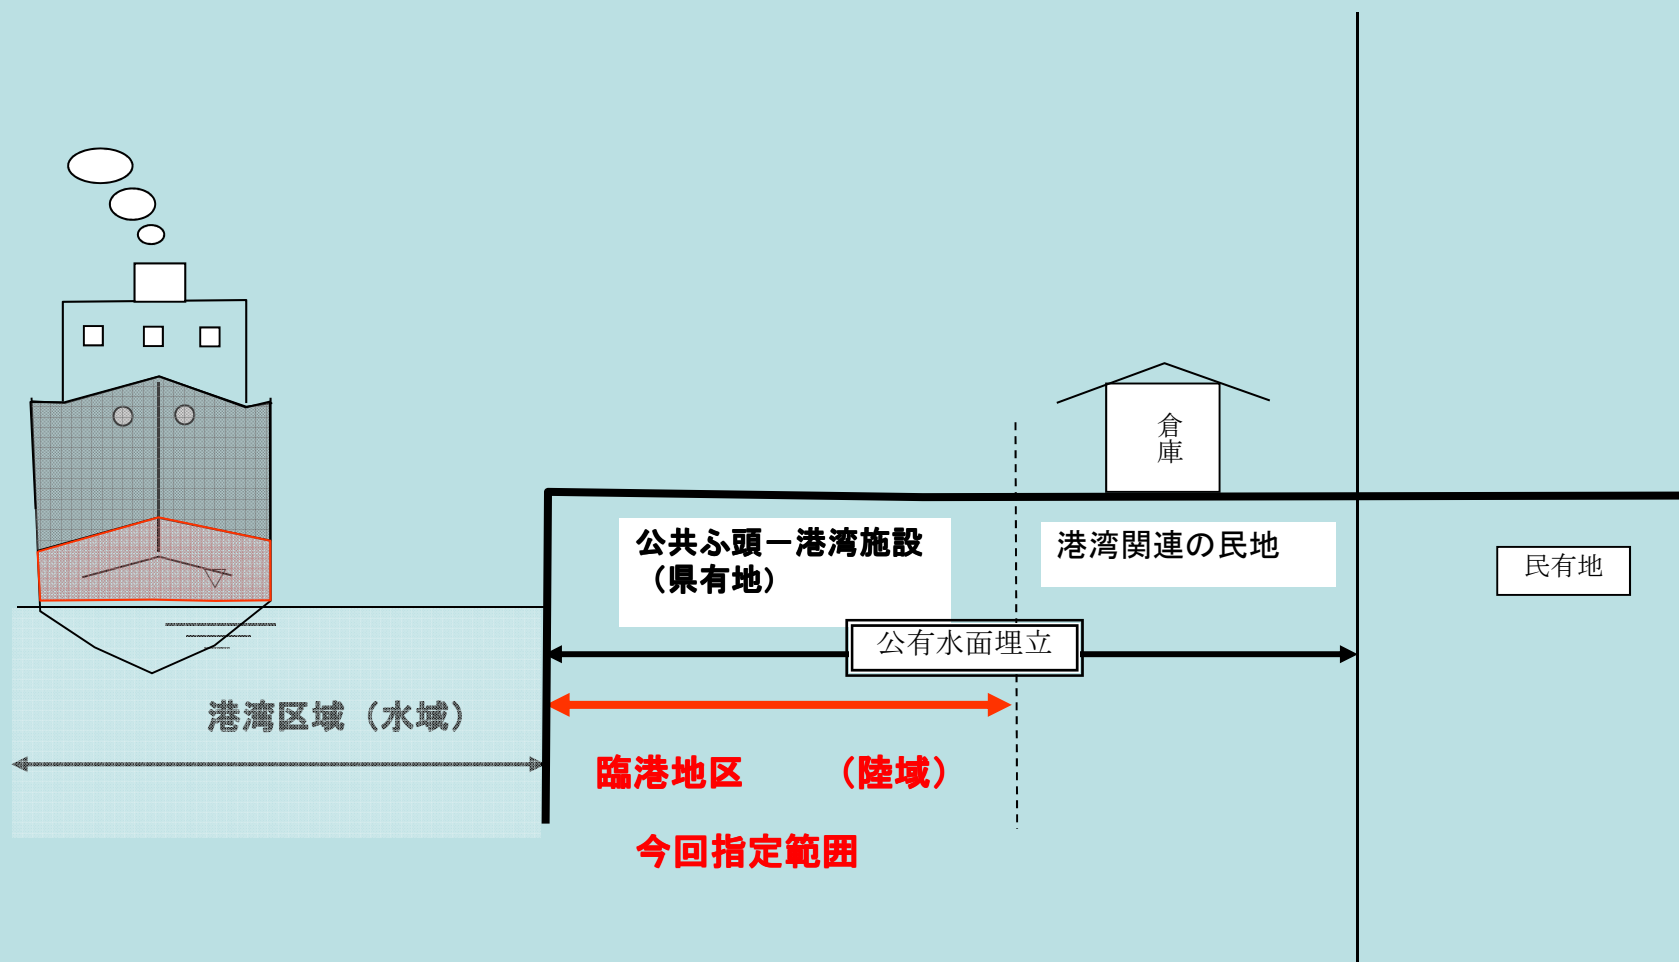 倉庫
公共ふ頭－港湾施設
（県有地）
港湾関連の民地
民有地
公有水面埋立
港湾区域（水域）
臨港地区　　（陸域）
今回指定範囲